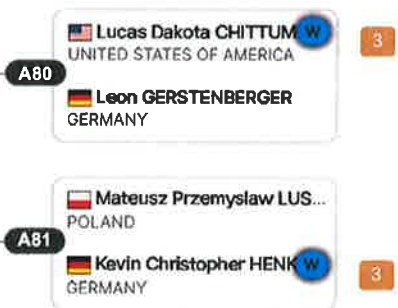 Lucas Dakota CHITTUM W 3
UNITED STATES OF AMERICA
A80
Leon GERSTENBERGER
GERMANY
Mateusz Przemyslaw LUS...
POLAND
A81
Kevin Christopher HENK W 3
GERMANY